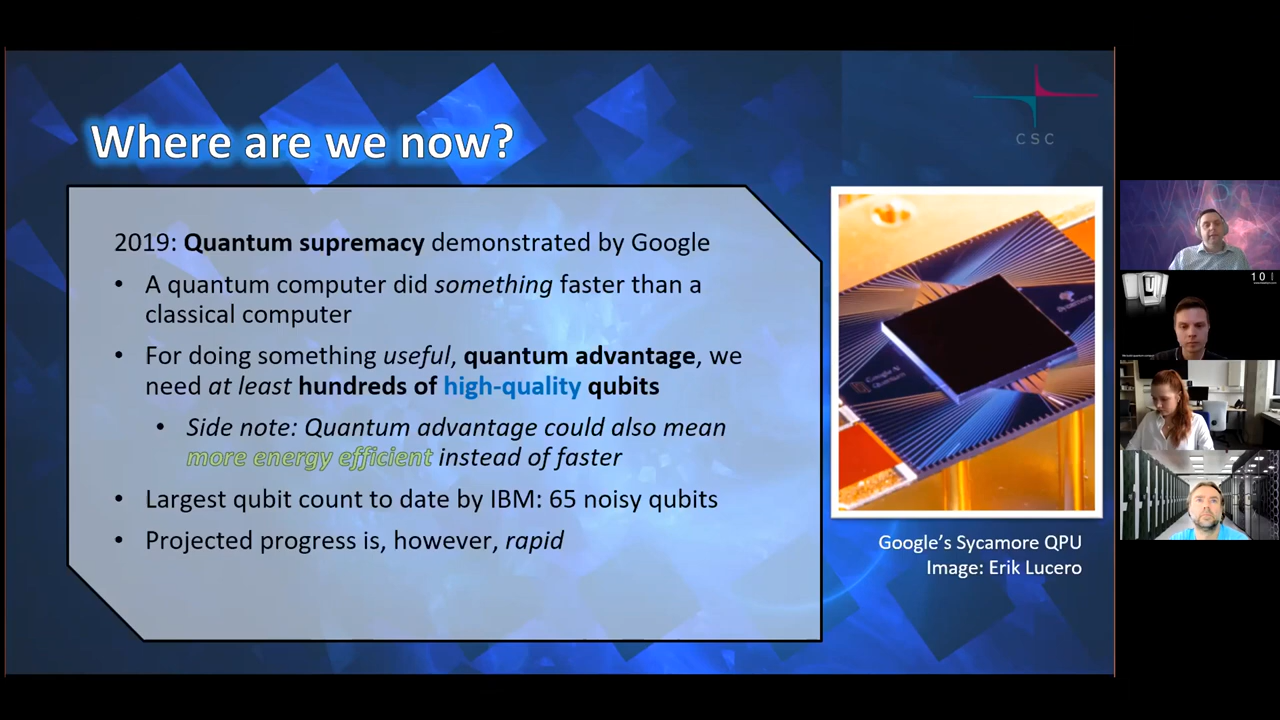 Where are we now?
CSC
2019: Quantum supremacy demonstrated by Google
• A quantum computer did something faster than a
classical computer
• For doing something useful, quantum advantage, we
need at least hundreds of high-quality qubits
• Side note: Quantum advantage could also mean
more energy efficient instead of faster
• Largest qubit count to date by IBM: 65 noisy qubits
• Projected progress is, however, rapid
Google's Sycamore QPU
Image: Erik Lucero